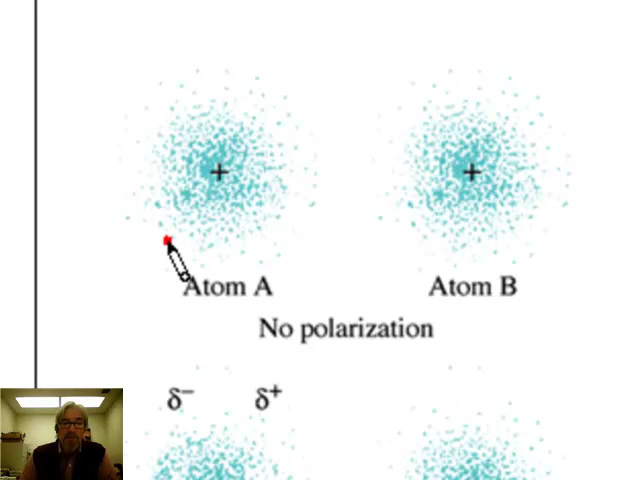 + +
Atom A Atom B
No polarization
δ− δ+